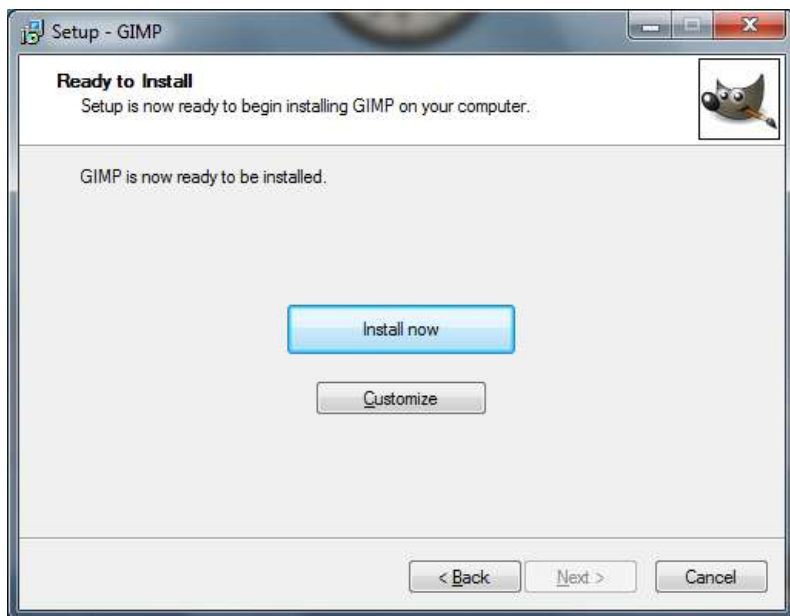 Setup - GIMP
Ready to Install
Setup is now ready to begin installing GIMP on your computer.
GIMP is now ready to be installed.
Install now
Customize
< Back Next > Cancel